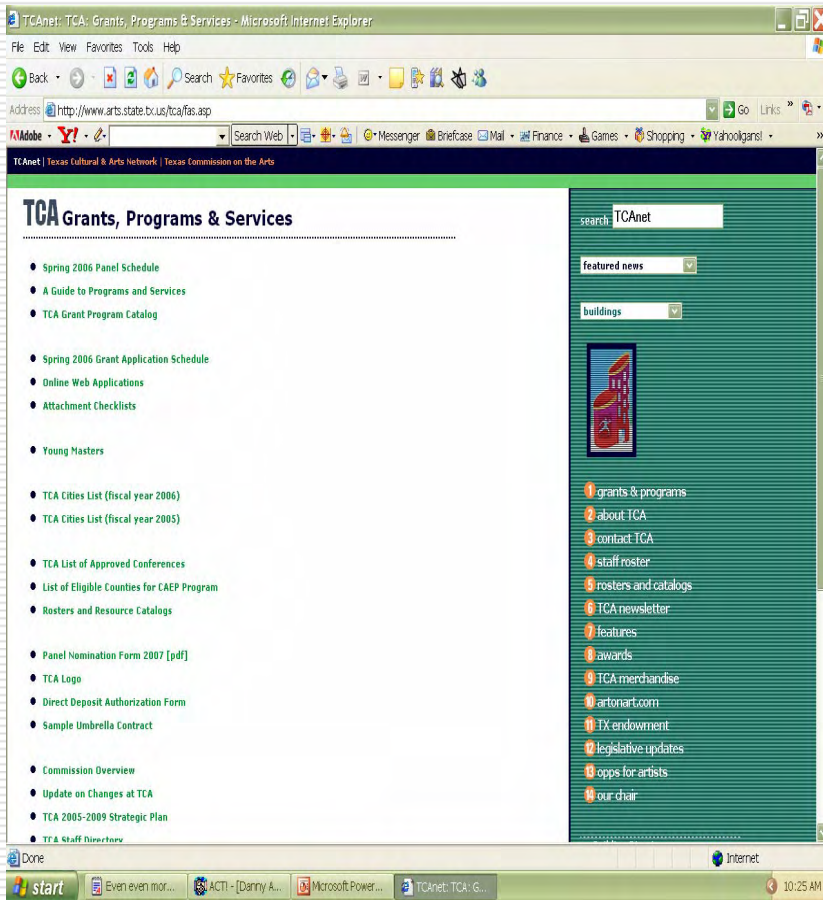 TCAnet: TCA: Grants, Programs & Services - Microsoft Internet Explorer
File Edit View Favorites Tools Help
Back Search Favorites
Address http://www.arts.state.tx.us/tca/fas.asp Go Links »
Adobe Y! Search Web Messenger Briefcase Mail Finance Games Shopping Yahooligans! »
TCAnet | Texas Cultural & Arts Network | Texas Commission on the Arts
TCA Grants, Programs & Services
Spring 2006 Panel Schedule
A Guide to Programs and Services
TCA Grant Program Catalog
Spring 2006 Grant Application Schedule
Online Web Applications
Attachment Checklists
Young Masters
TCA Cities List (fiscal year 2006)
TCA Cities List (fiscal year 2005)
TCA List of Approved Conferences
List of Eligible Counties for CAEP Program
Rosters and Resource Catalogs
Panel Nomination Form 2007 [pdf]
TCA Logo
Direct Deposit Authorization Form
Sample Umbrella Contract
Commission Overview
Update on Changes at TCA
TCA 2005-2009 Strategic Plan
TCA Staff Directory
search TCAnet
featured news
buildings
1 grants & programs
2 about TCA
3 contact TCA
4 staff roster
5 rosters and catalogs
6 TCA newsletter
7 features
8 awards
9 TCA merchandise
10 artonart.com
11 TX endowment
12 legislative updates
13 opps for artists
14 our chair
Done Internet
start Even even mor... ACT! - [Danny A... Microsoft Power... TCAnet: TCA: G... 10:25 AM